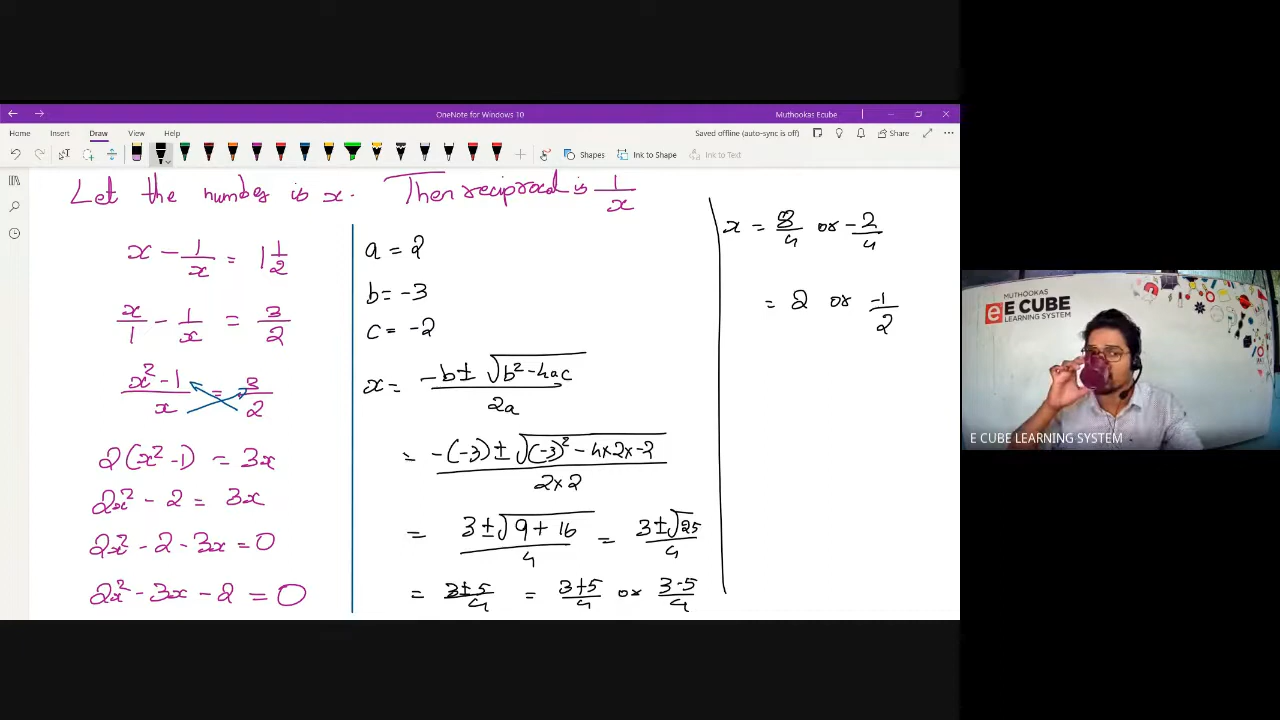 OneNote for Windows 10
Muthookas Ecube
Home Insert Draw View Help
Saved offline (auto-sync is off)
Share
Shapes
Ink to Shape
Ink to Text
Let the number is x. Then reciprocal is 1/x
x - 1/x = 1 1/2
x/1 - 1/x = 3/2
(x² - 1)/x = 3/2
2(x² - 1) = 3x
2x² - 2 = 3x
2x² - 2 - 3x = 0
2x² - 3x - 2 = 0
a = 2
b = -3
c = -2
x = (-b ± √(b² - 4ac))/2a
= (-(-3) ± √((-3)² - 4x2x-2))/(2x2)
= (3 ± √(9 + 16))/4 = (3 ± √25)/4
= (3 ± 5)/4 = (3+5)/4 or (3-5)/4
x = 8/4 or -2/4
= 2 or -1/2
MUTHOOKAS
E CUBE
LEARNING SYSTEM
E CUBE LEARNING SYSTEM